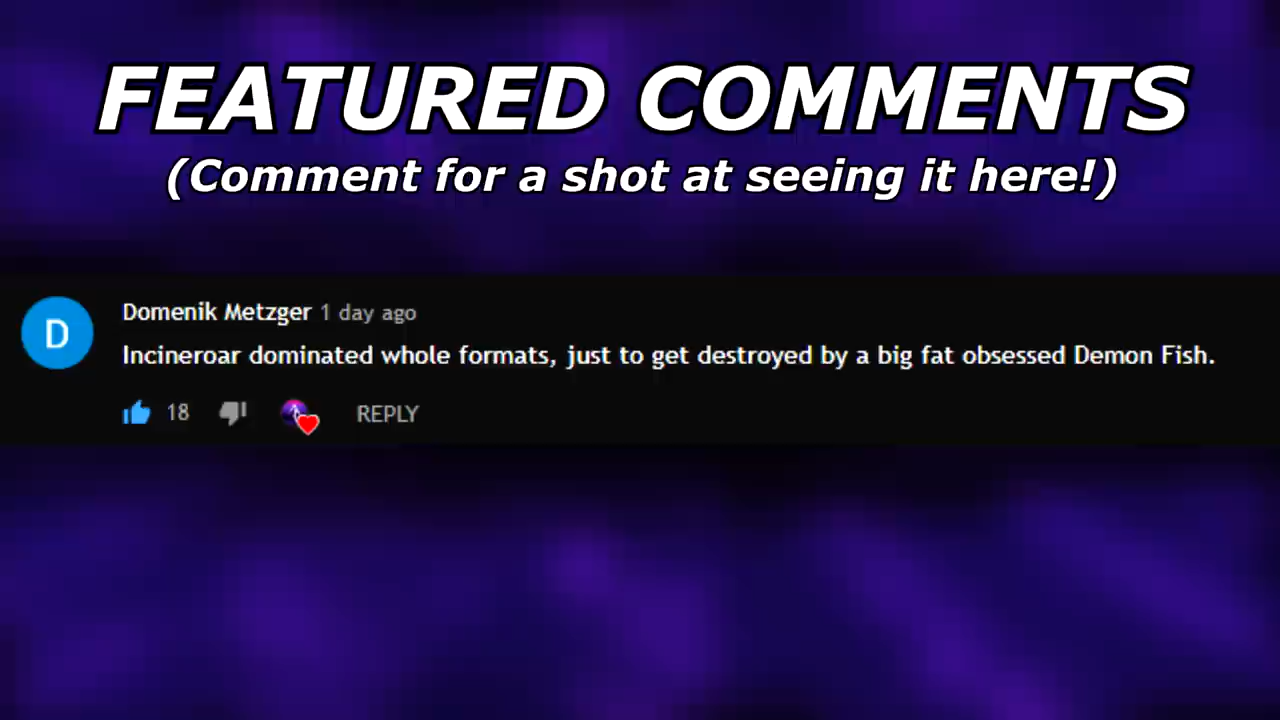 FEATURED COMMENTS
(Comment for a shot at seeing it here!)
D
Domenik Metzger 1 day ago
Incineroar dominated whole formats, just to get destroyed by a big fat obsessed Demon Fish.
18 REPLY